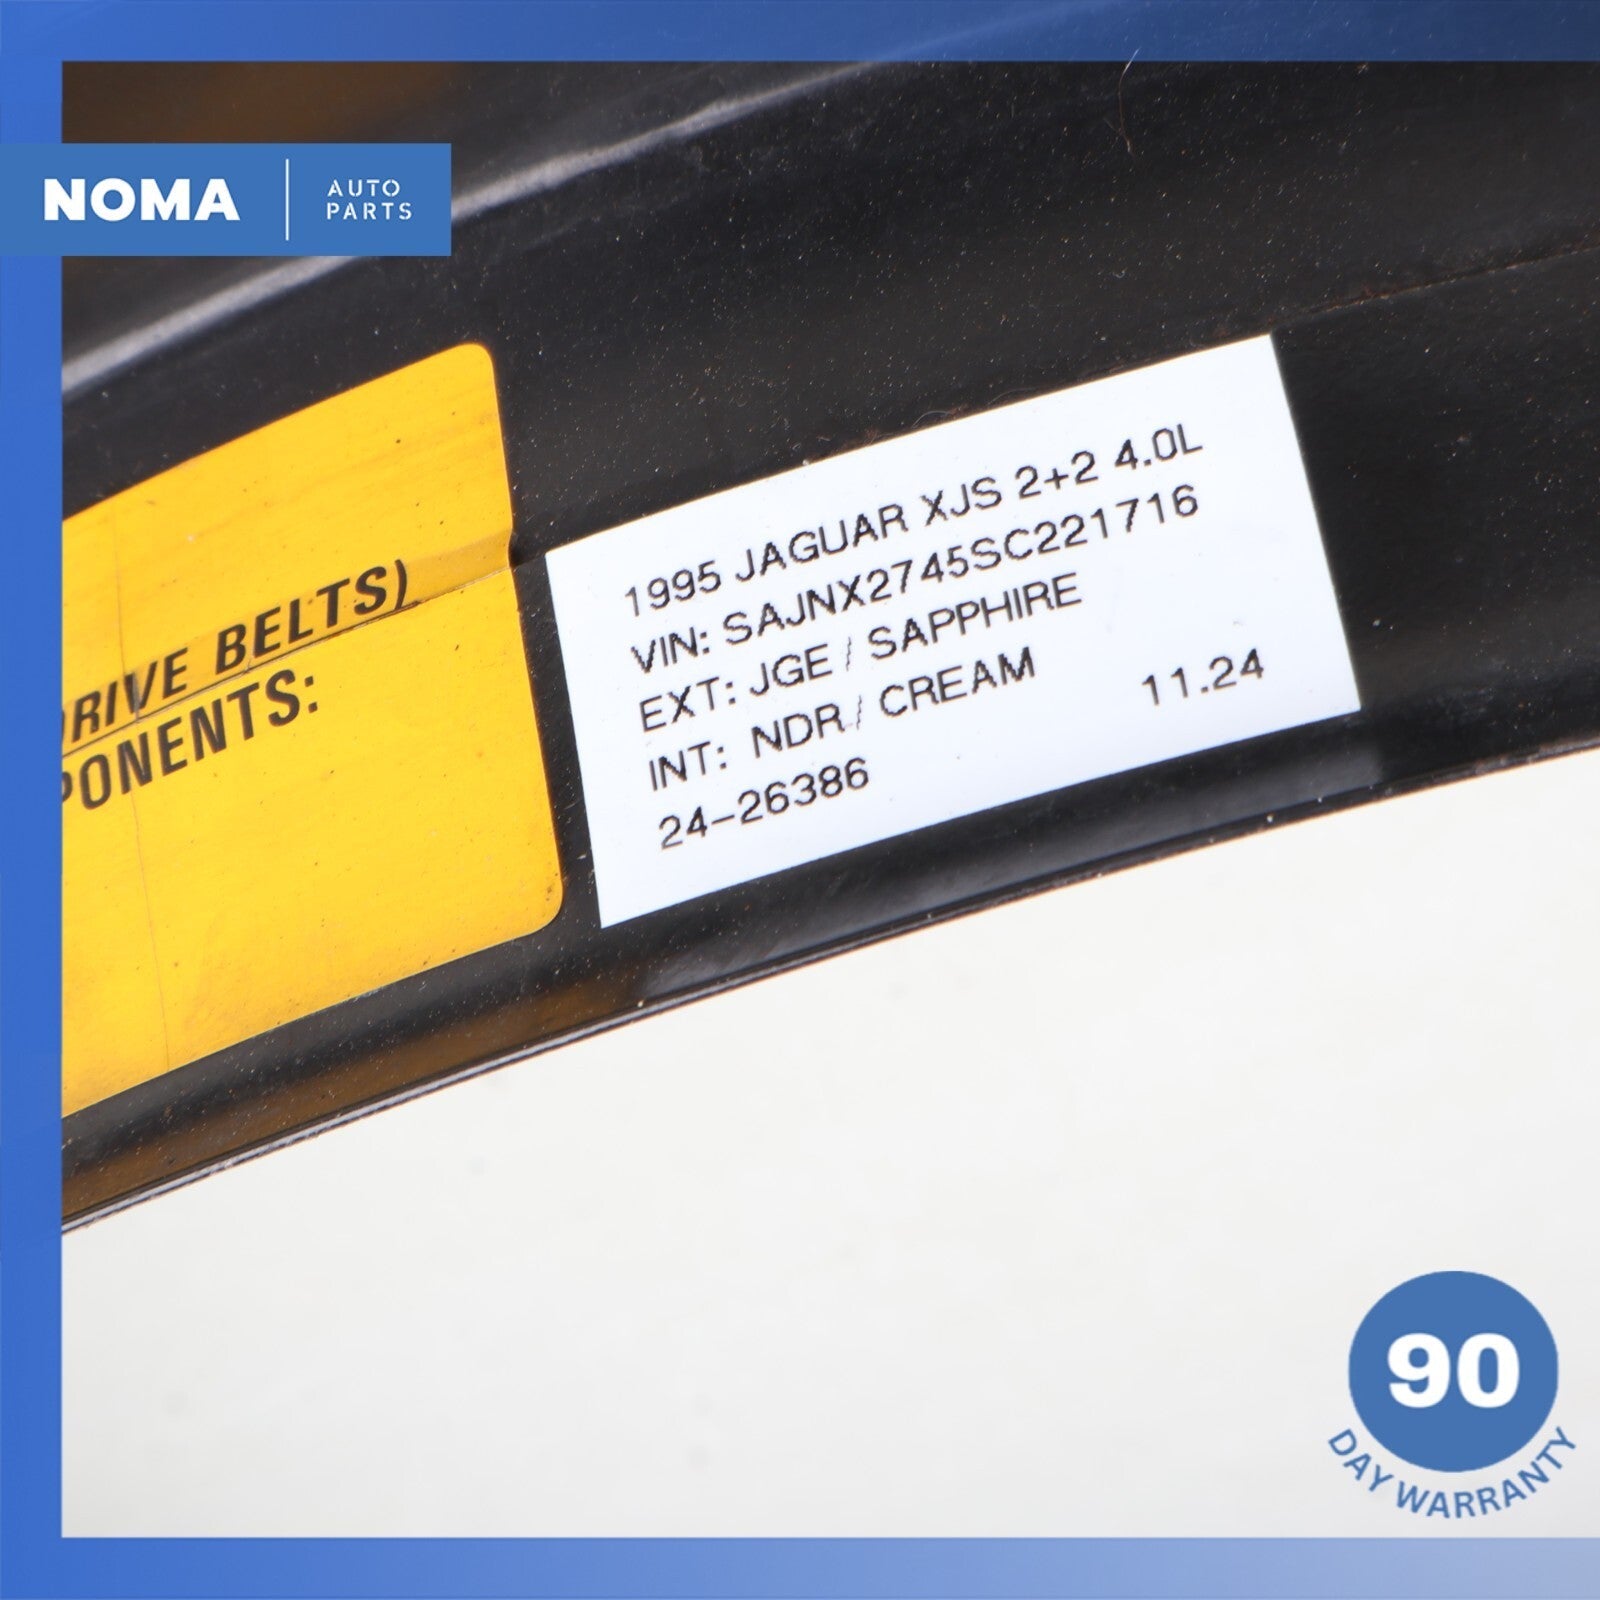 NOMA
AUTO
PARTS
DRIVE BELTS)
PONENTS:
1995 JAGUAR XJS 2+2 4.0L
VIN: SAJNX2745SC221716
EXT: JGE / SAPPHIRE
INT: NDR / CREAM
11.24
24-26386
90
DAY WARRANTY